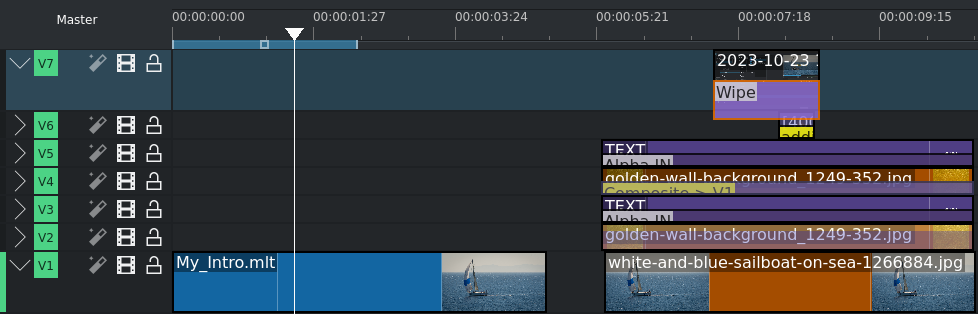 Master
00:00:00:00 00:00:01:27 00:00:03:24 00:00:05:21 00:00:07:18 00:00:09:15
V7
2023-10-23
Wipe
V6
add
V5
TEXT
Alpha IN
V4
golden-wall-background_1249-352.jpg
Composite > V1
V3
TEXT
Alpha IN
V2
golden-wall-background_1249-352.jpg
V1
My_Intro.mlt
white-and-blue-sailboat-on-sea-1266884.jpg